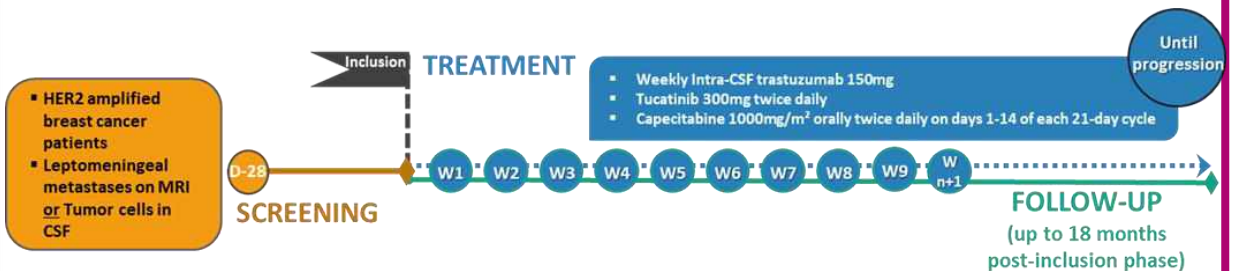 ▪ HER2 amplified
breast cancer
patients
▪ Leptomeningeal
metastases on MRI
or Tumor cells in
CSF
D-28
SCREENING
Inclusion
TREATMENT
▪ Weekly Intra-CSF trastuzumab 150mg
▪ Tucatinib 300mg twice daily
▪ Capecitabine 1000mg/m² orally twice daily on days 1-14 of each 21-day cycle
Until
progression
W1 W2 W3 W4 W5 W6 W7 W8 W9 W
n+1
FOLLOW-UP
(up to 18 months
post-inclusion phase)